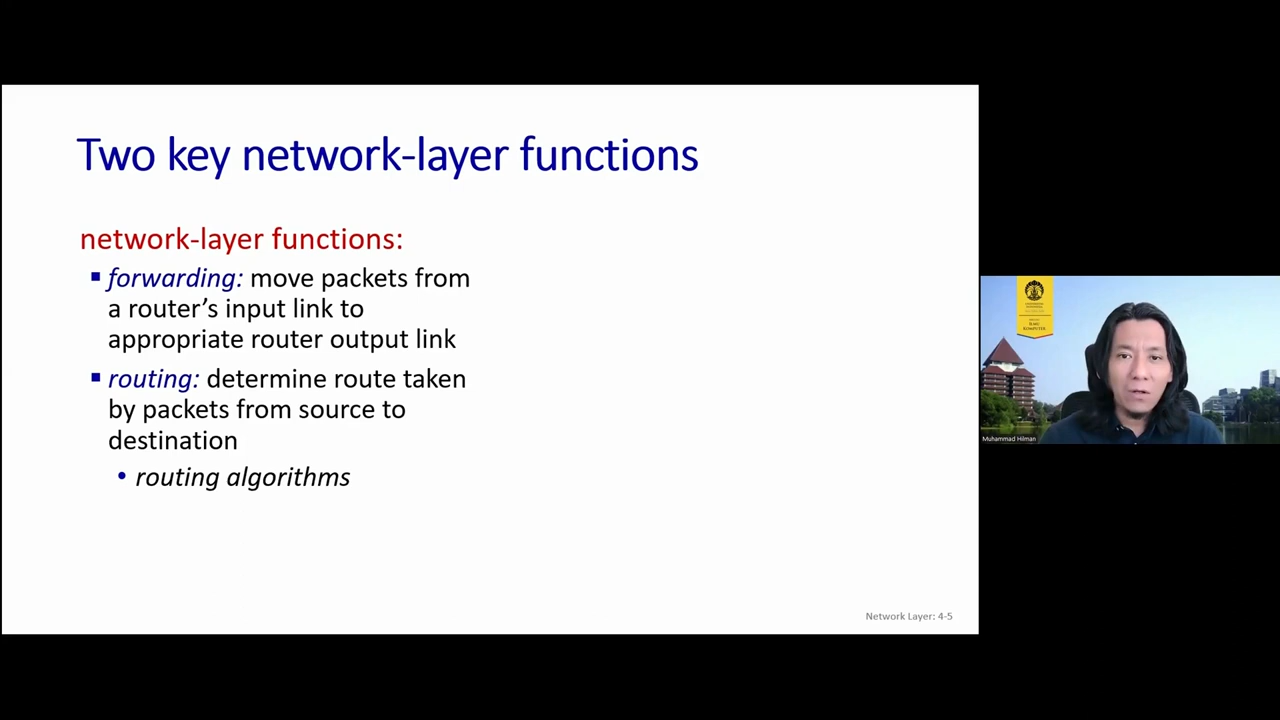 Two key network-layer functions
network-layer functions:
▪ forwarding: move packets from
a router’s input link to
appropriate router output link
▪ routing: determine route taken
by packets from source to
destination
• routing algorithms
Network Layer: 4-5
ILMU
KOMPUTER
Muhammad Hilman